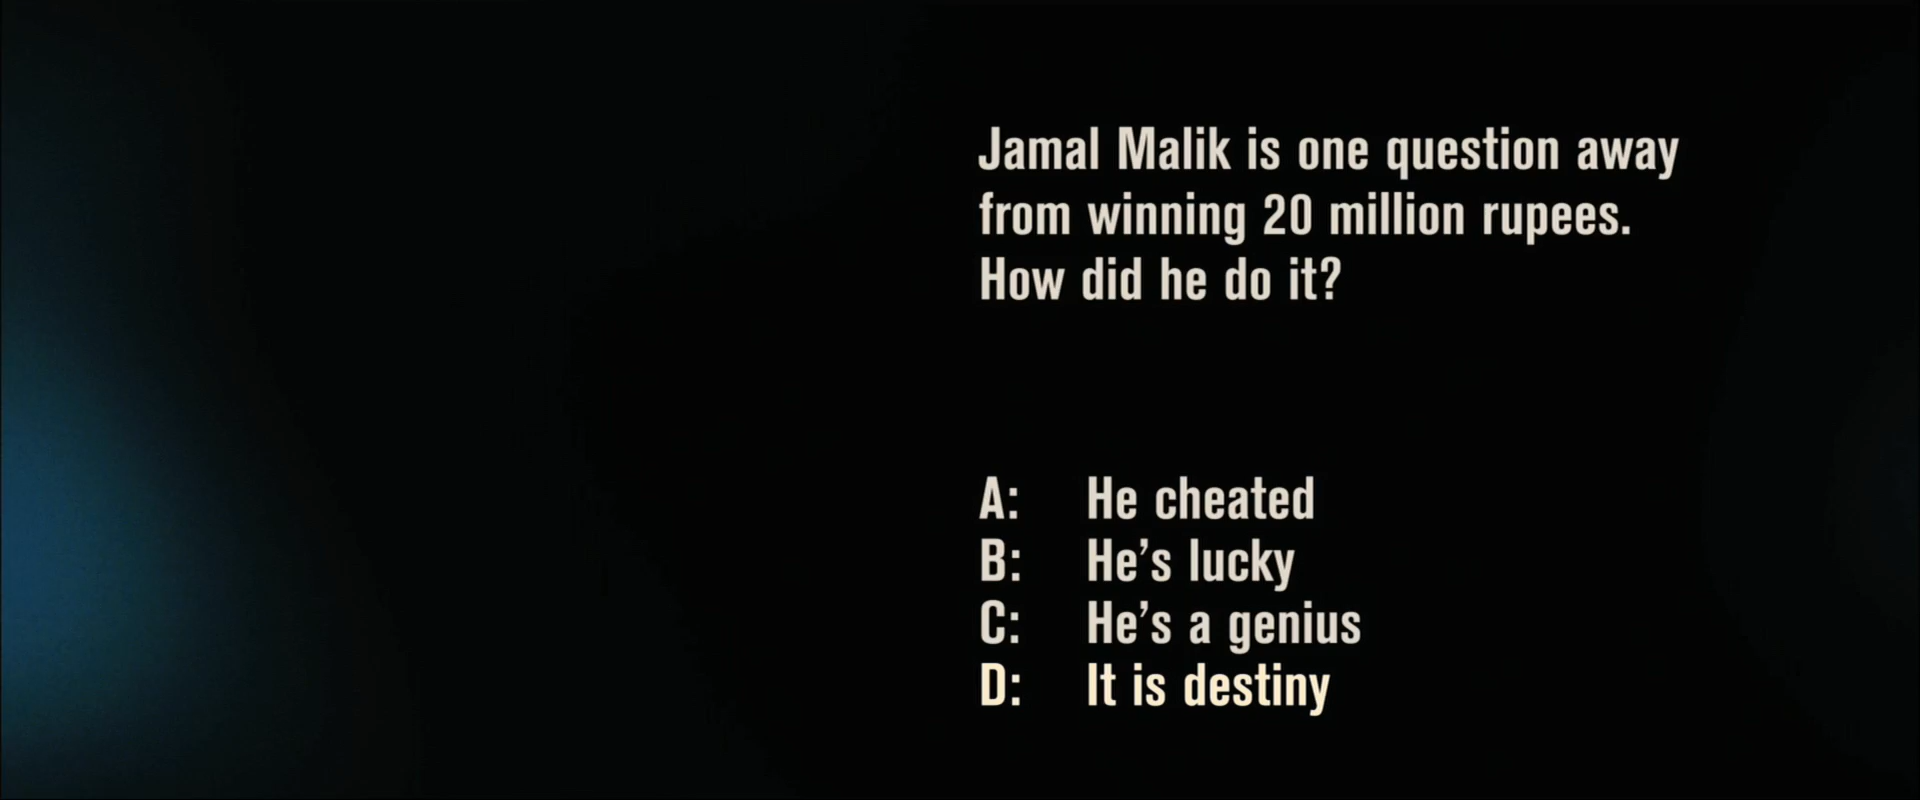 Jamal Malik is one question away
from winning 20 million rupees.
How did he do it?
A: He cheated
B: He’s lucky
C: He’s a genius
D: It is destiny